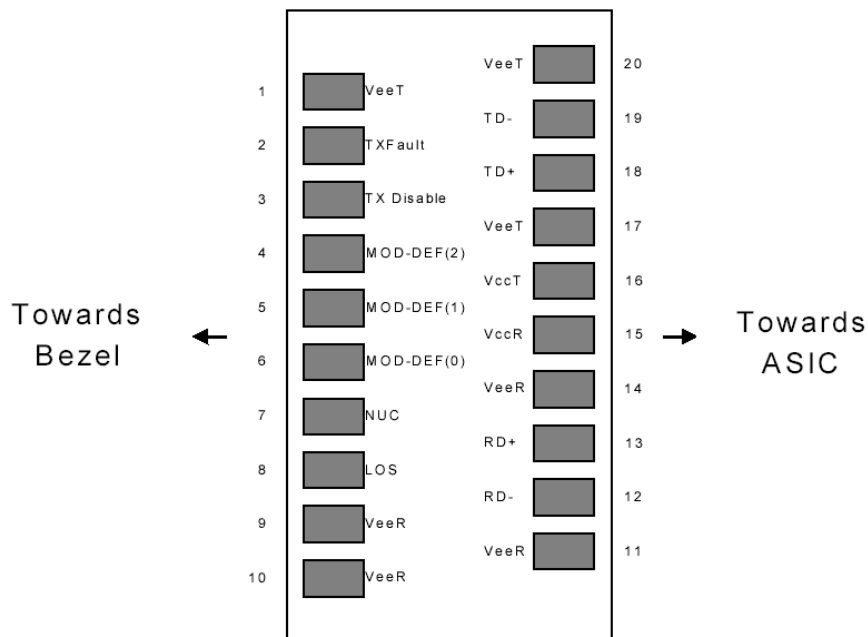 VeeT 20
1 VeeT
TD- 19
2 TXFault
TD+ 18
3 TX Disable
VeeT 17
4 MOD-DEF(2)
VccT 16
5 MOD-DEF(1)
Towards
Bezel
VccR 15
Towards
ASIC
6 MOD-DEF(0)
VeeR 14
7 NUC
RD+ 13
8 LOS
RD- 12
9 VeeR
VeeR 11
10 VeeR